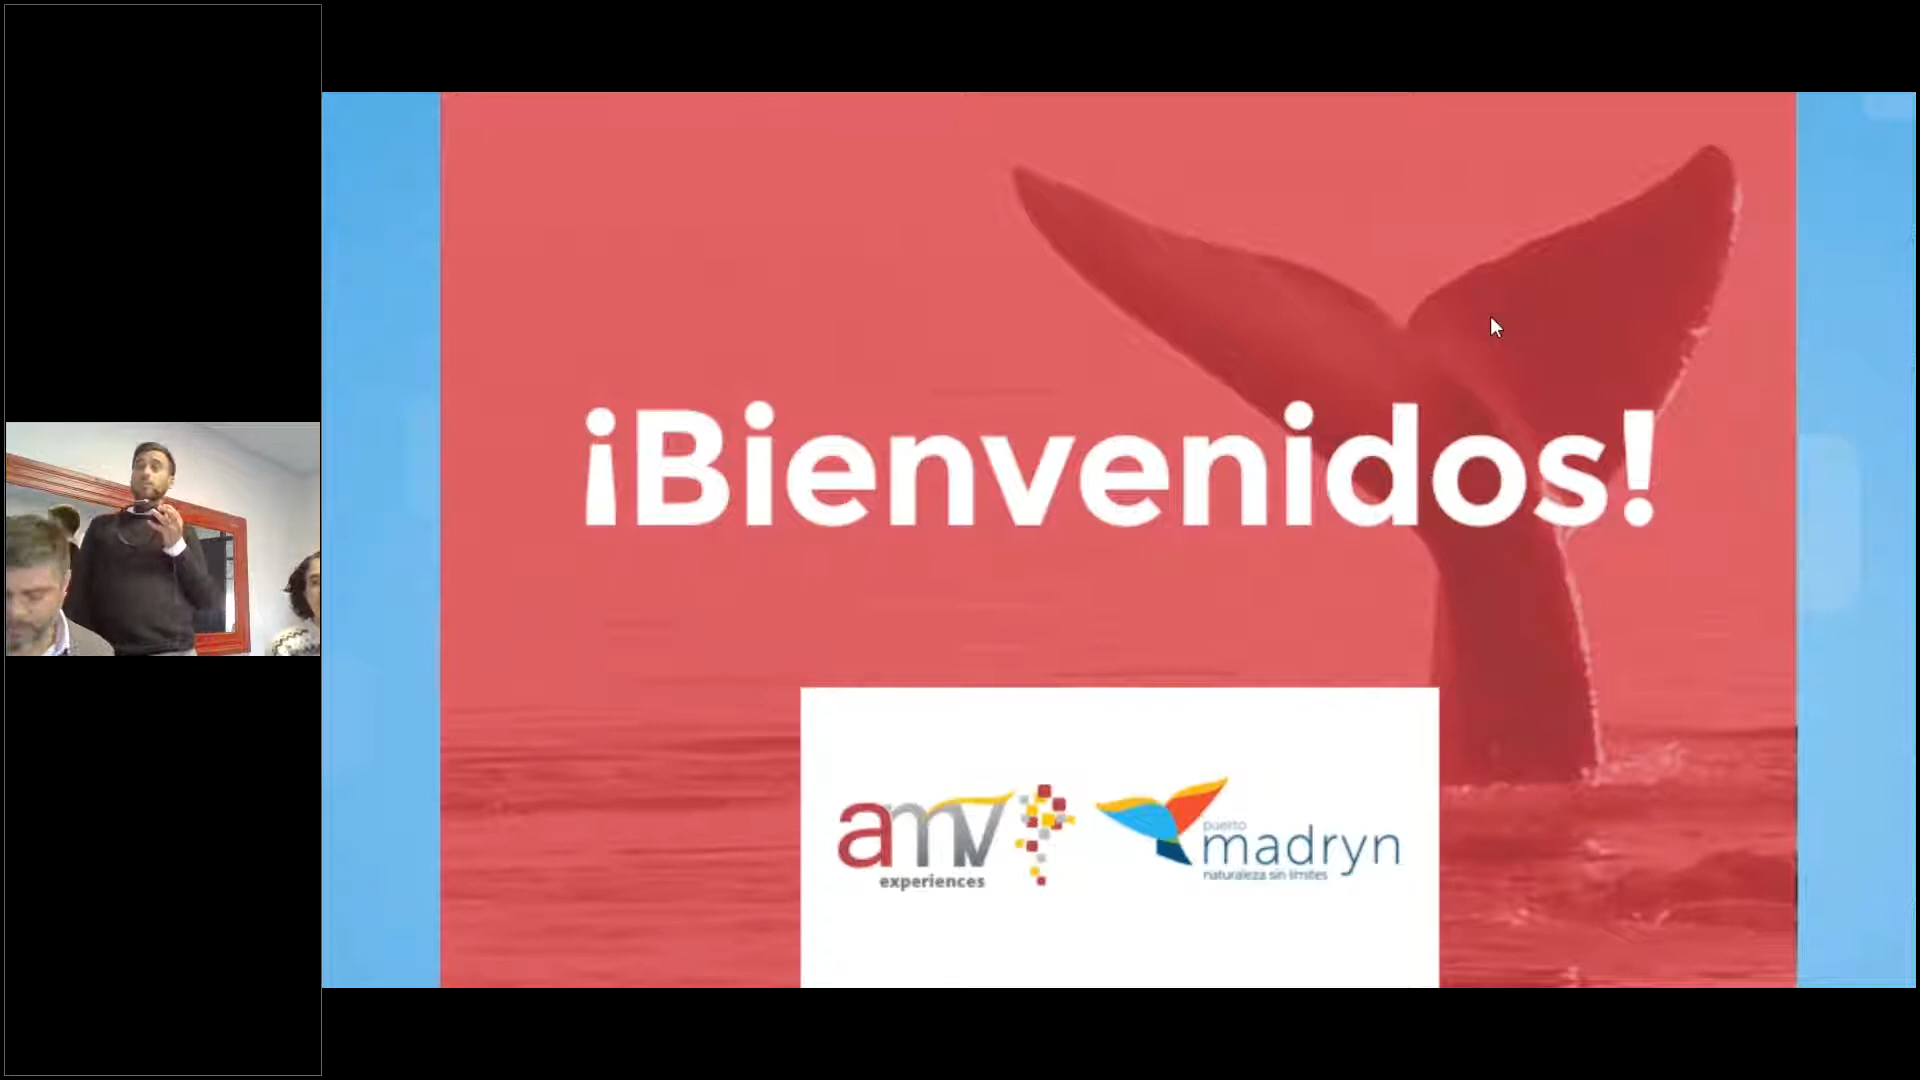 ¡Bienvenidos!
amv
experiences
puerto
madryn
naturaleza sin límites